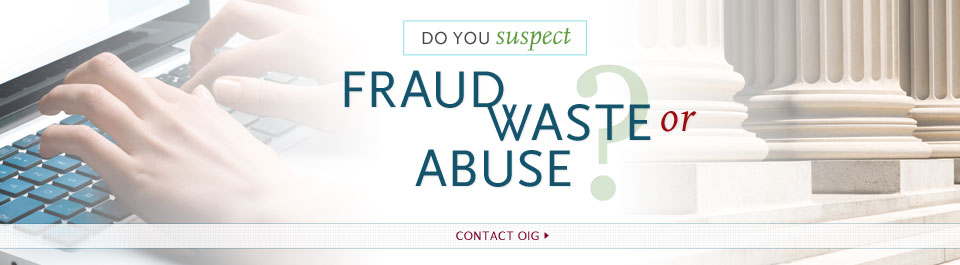 DO YOU suspect
FRAUD
WASTE or
ABUSE ?
CONTACT OIG